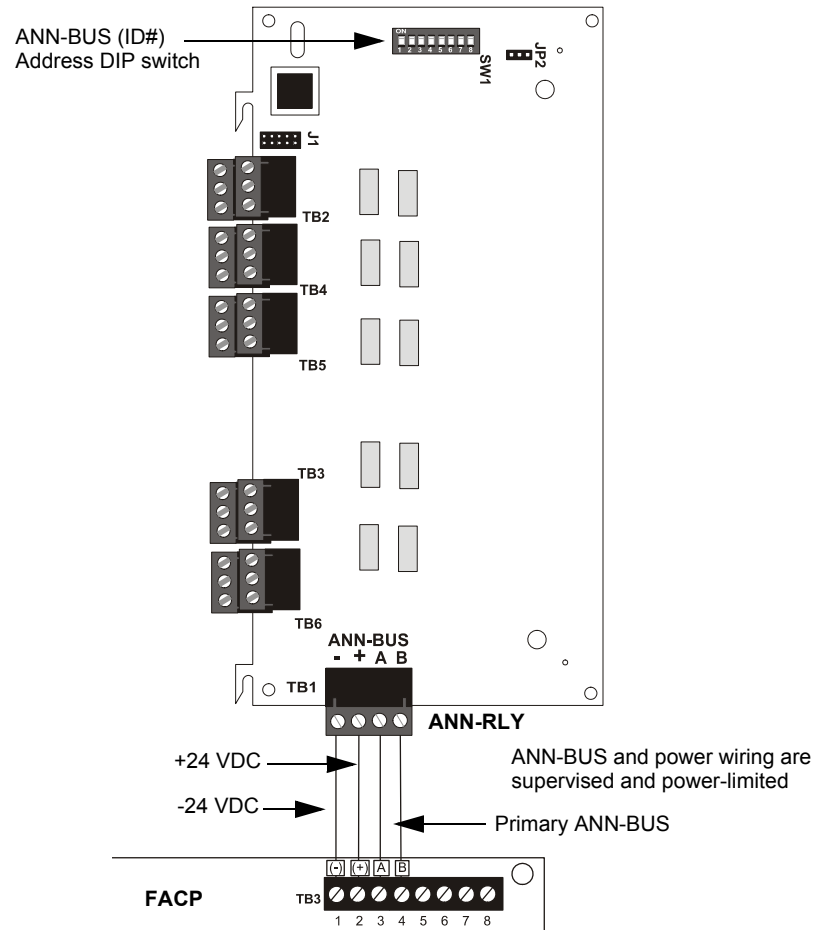 ANN-BUS (ID#)
Address DIP switch
ON
1 2 3 4 5 6 7 8
SW1
JP2
J1
TB2
TB4
TB5
TB3
TB6
ANN-BUS
- + A B
TB1
ANN-RLY
+24 VDC
ANN-BUS and power wiring are
supervised and power-limited
-24 VDC
Primary ANN-BUS
(-) (+) A B
FACP
TB3
1 2 3 4 5 6 7 8